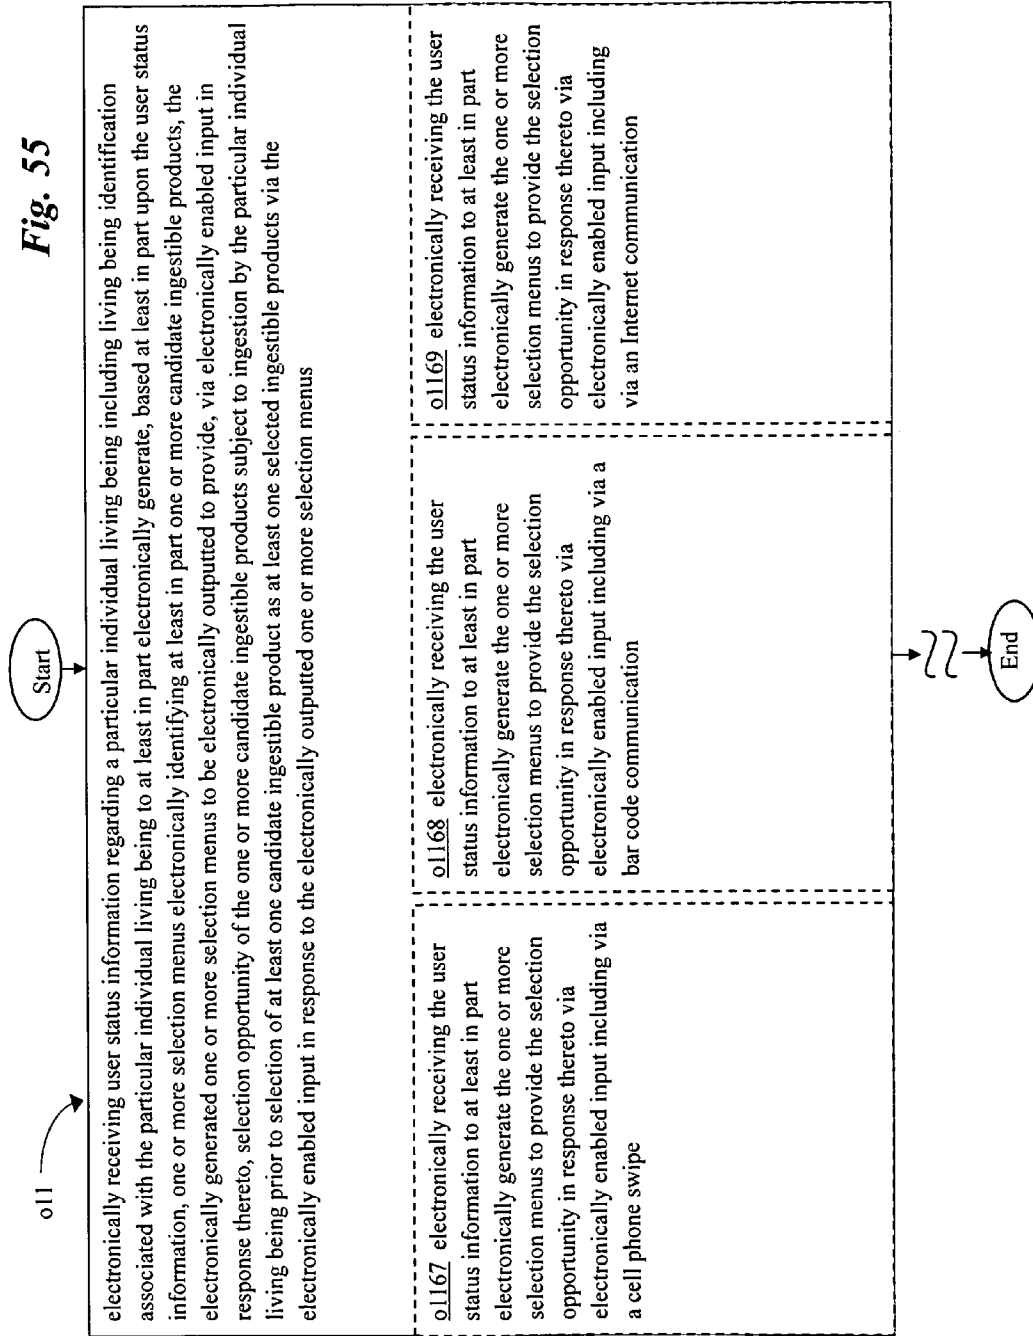 Fig. 55
Start
o11
electronically receiving user status information regarding a particular individual living being including living being identification
associated with the particular individual living being to at least in part electronically generate, based at least in part upon the user status
information, one or more selection menus electronically identifying at least in part one or more candidate ingestible products, the
electronically generated one or more selection menus to be electronically outputted to provide, via electronically enabled input in
response thereto, selection opportunity of the one or more candidate ingestible products subject to ingestion by the particular individual
living being prior to selection of at least one candidate ingestible product as at least one selected ingestible products via the
electronically enabled input in response to the electronically outputted one or more selection menus
o1167 electronically receiving the user
status information to at least in part
electronically generate the one or more
selection menus to provide the selection
opportunity in response thereto via
electronically enabled input including via
a cell phone swipe
o1168 electronically receiving the user
status information to at least in part
electronically generate the one or more
selection menus to provide the selection
opportunity in response thereto via
electronically enabled input including via a
bar code communication
o1169 electronically receiving the user
status information to at least in part
electronically generate the one or more
selection menus to provide the selection
opportunity in response thereto via
electronically enabled input including
via an Internet communication
End